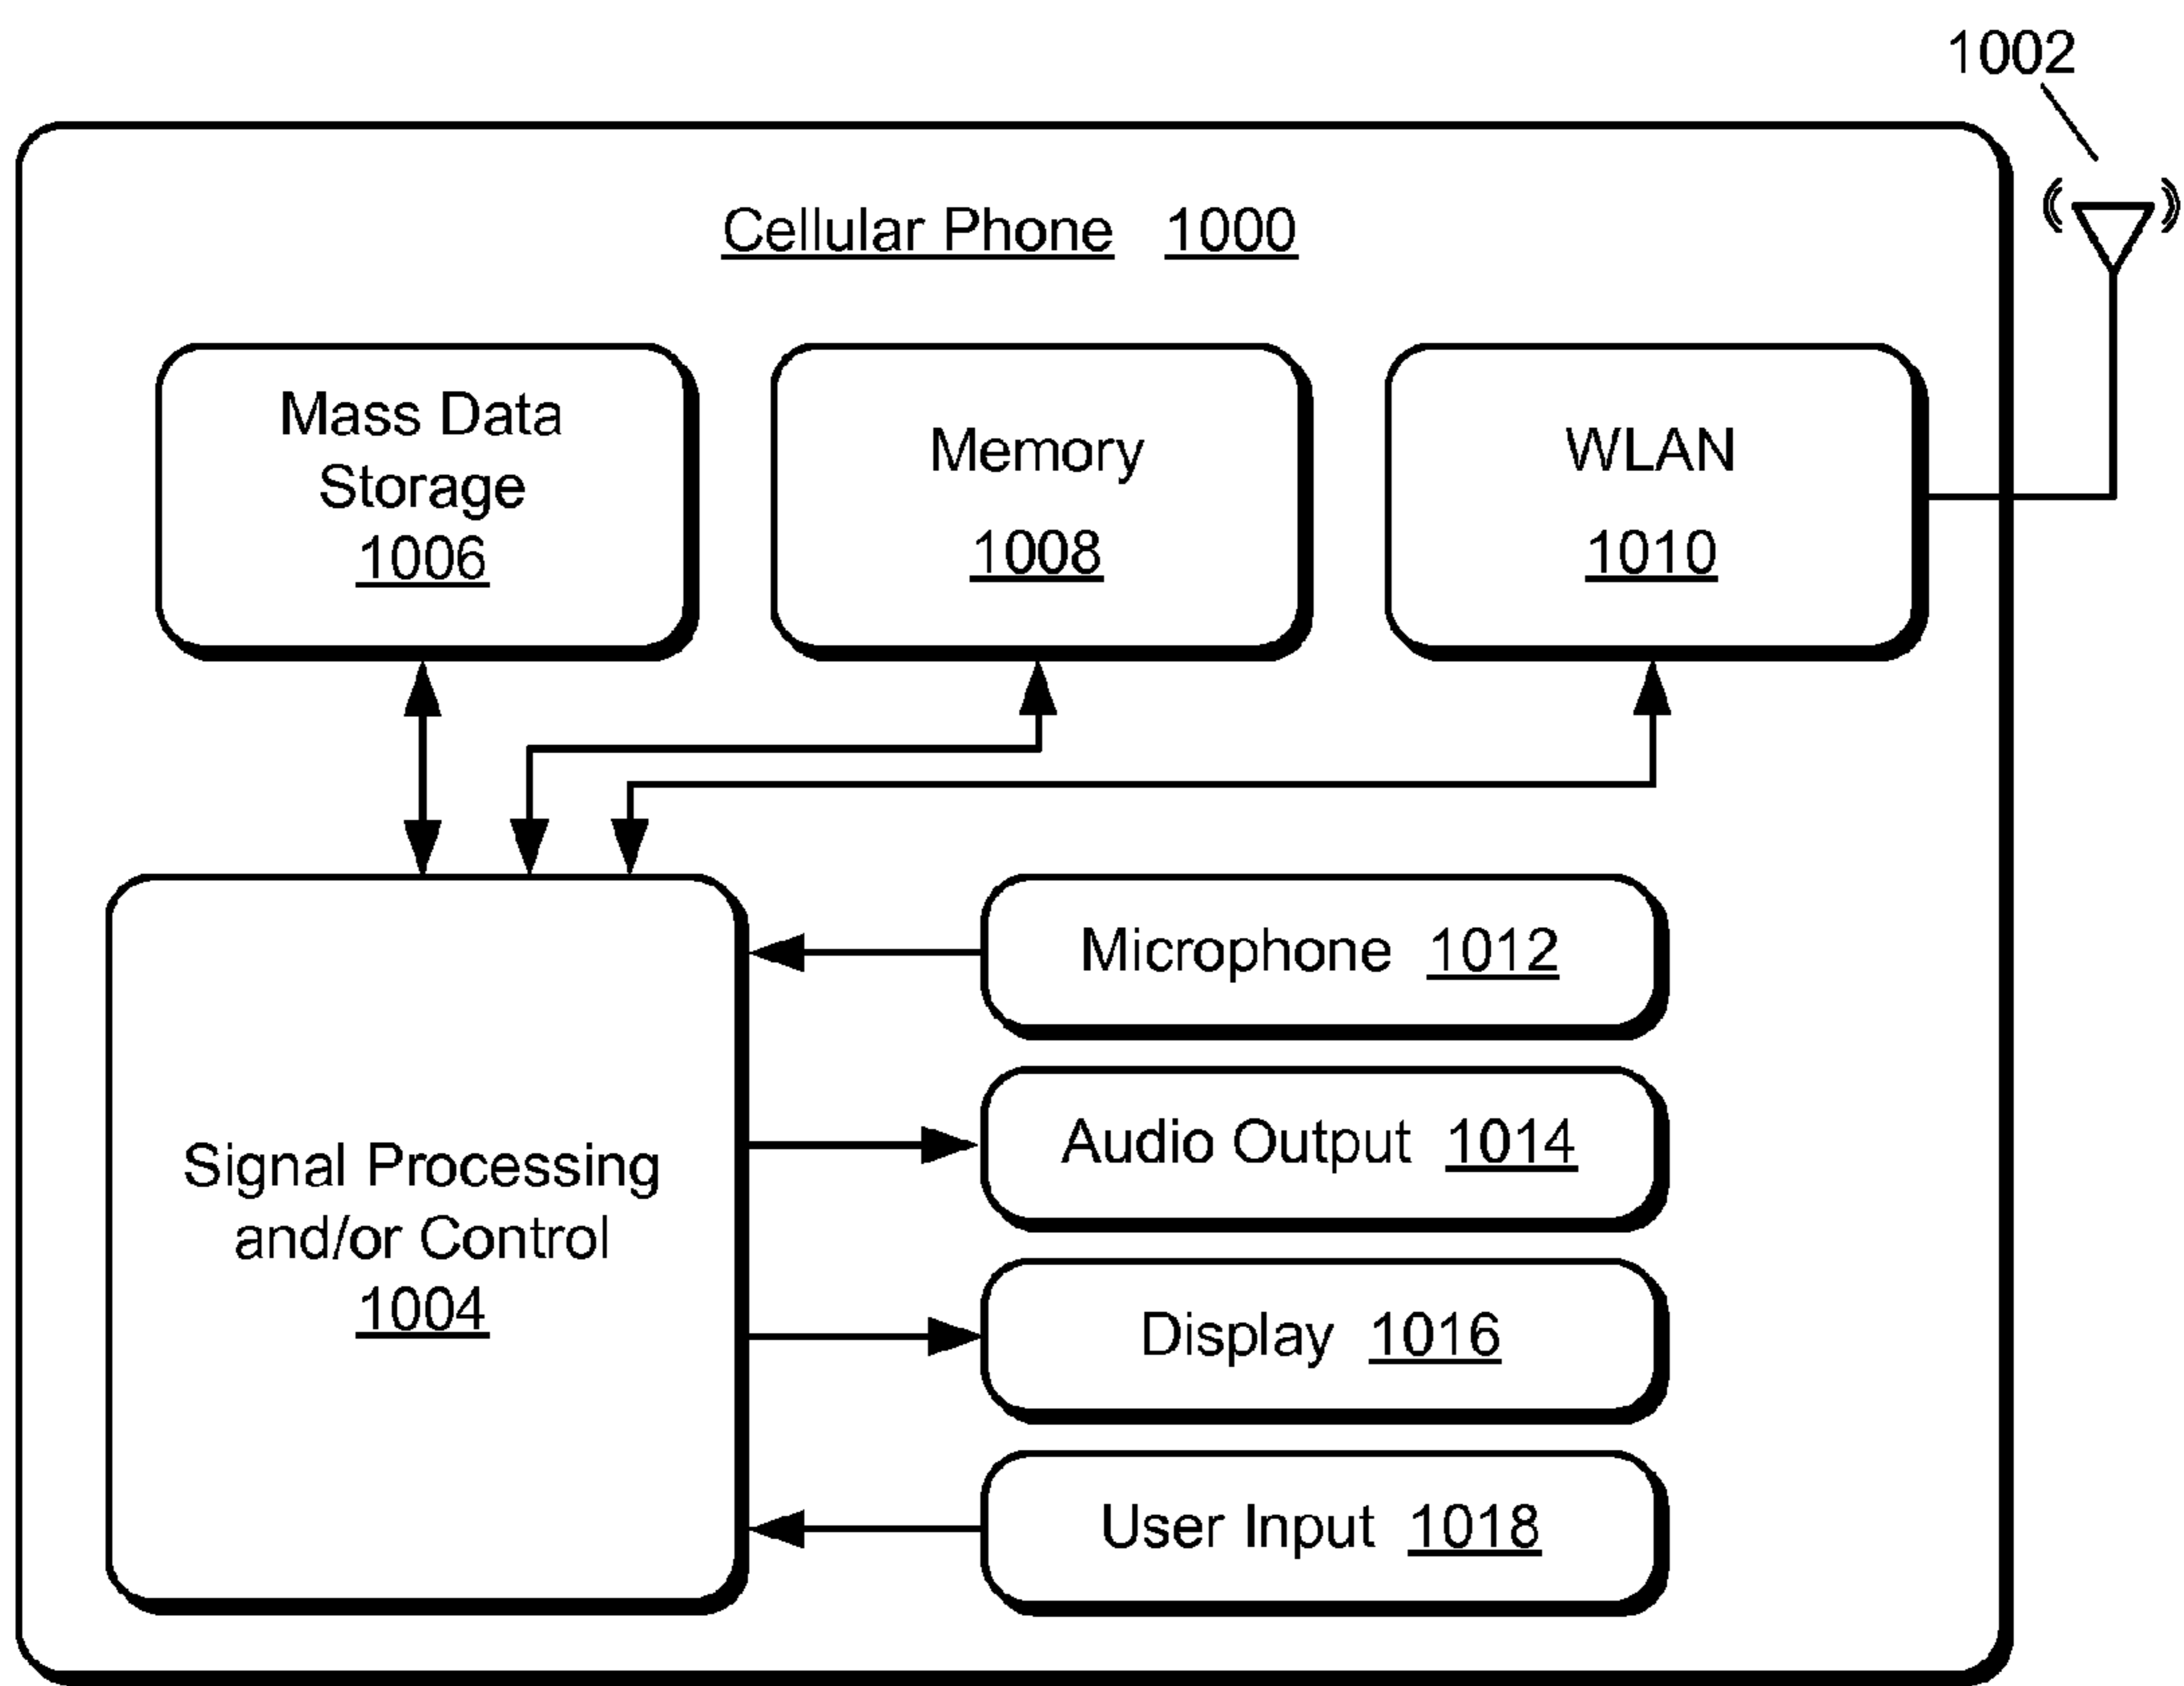 1002
Cellular Phone 1000
Mass Data
Storage
1006
Memory
1008
WLAN
1010
Signal Processing
and/or Control
1004
Microphone 1012
Audio Output 1014
Display 1016
User Input 1018